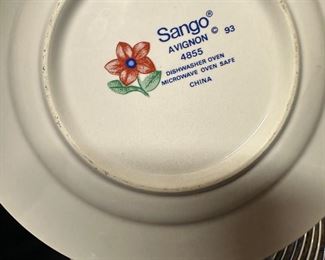 Sango®
AVIGNON © 93
4855
DISHWASHER OVEN
MICROWAVE OVEN SAFE
CHINA